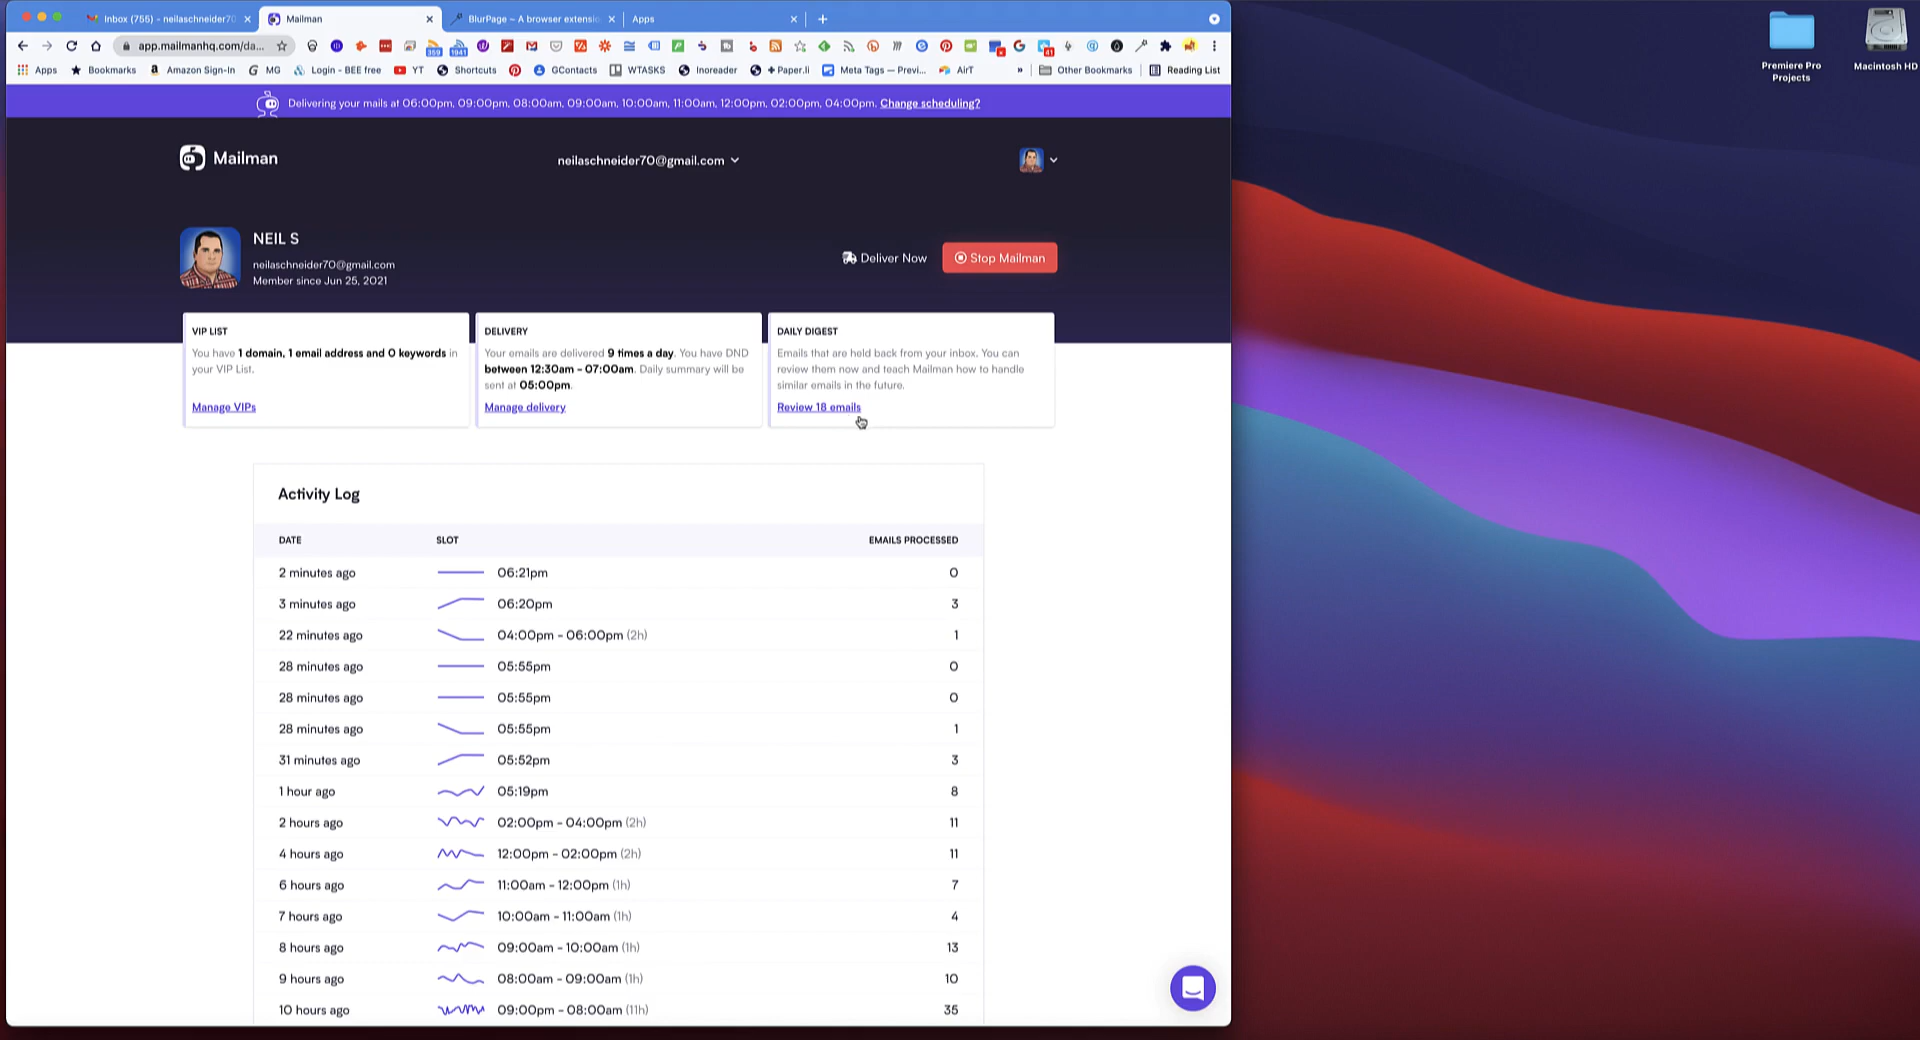 Inbox (755) - neilaschneider70
Mailman
BlurPage ~ A browser extensio
Apps
app.mailmanhq.com/da...
359
1941
41
Apps
Bookmarks
Amazon Sign-In
MG
Login - BEE free
YT
Shortcuts
GContacts
WTASKS
Inoreader
+ Paper.li
Meta Tags — Previ...
AirT
»
Other Bookmarks
Reading List
Premiere Pro
Projects
Macintosh HD
Delivering your mails at 06:00pm, 09:00pm, 08:00am, 09:00am, 10:00am, 11:00am, 12:00pm, 02:00pm, 04:00pm. Change scheduling?
Mailman
neilaschneider70@gmail.com
NEIL S
neilaschneider70@gmail.com
Member since Jun 25, 2021
Deliver Now
Stop Mailman
VIP LIST
You have 1 domain, 1 email address and 0 keywords in
your VIP List.
Manage VIPs
DELIVERY
Your emails are delivered 9 times a day. You have DND
between 12:30am - 07:00am. Daily summary will be
sent at 05:00pm.
Manage delivery
DAILY DIGEST
Emails that are held back from your inbox. You can
review them now and teach Mailman how to handle
similar emails in the future.
Review 18 emails
Activity Log
DATE SLOT EMAILS PROCESSED
2 minutes ago 06:21pm 0
3 minutes ago 06:20pm 3
22 minutes ago 04:00pm - 06:00pm (2h) 1
28 minutes ago 05:55pm 0
28 minutes ago 05:55pm 0
28 minutes ago 05:55pm 1
31 minutes ago 05:52pm 3
1 hour ago 05:19pm 8
2 hours ago 02:00pm - 04:00pm (2h) 11
4 hours ago 12:00pm - 02:00pm (2h) 11
6 hours ago 11:00am - 12:00pm (1h) 7
7 hours ago 10:00am - 11:00am (1h) 4
8 hours ago 09:00am - 10:00am (1h) 13
9 hours ago 08:00am - 09:00am (1h) 10
10 hours ago 09:00pm - 08:00am (11h) 35